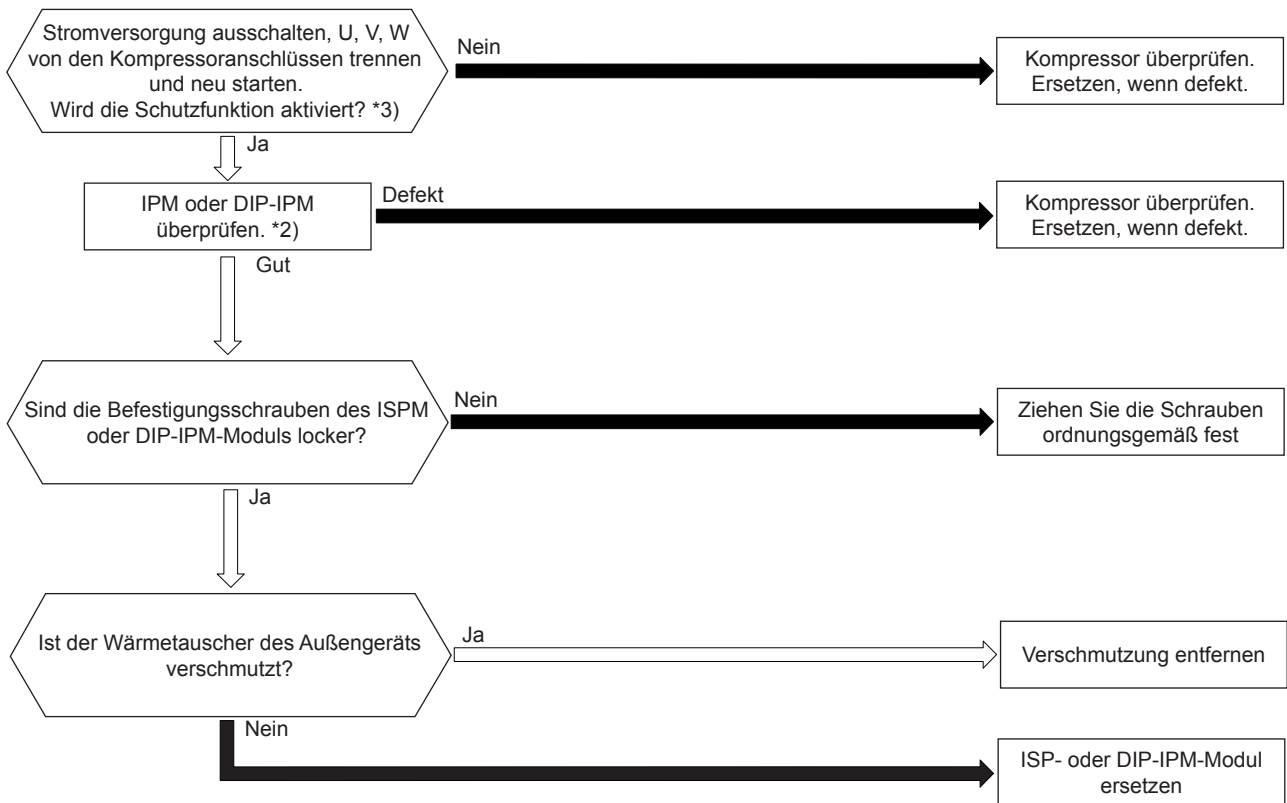 Stromversorgung ausschalten, U, V, W
von den Kompressoranschlüssen trennen
und neu starten.
Wird die Schutzfunktion aktiviert? *3)
Nein
Kompressor überprüfen.
Ersetzen, wenn defekt.
Ja
IPM oder DIP-IPM
überprüfen. *2)
Defekt
Kompressor überprüfen.
Ersetzen, wenn defekt.
Gut
Sind die Befestigungsschrauben des ISPM
oder DIP-IPM-Moduls locker?
Nein
Ziehen Sie die Schrauben
ordnungsgemäß fest
Ja
Ist der Wärmetauscher des Außengeräts
verschmutzt?
Ja
Verschmutzung entfernen
Nein
ISP- oder DIP-IPM-Modul
ersetzen